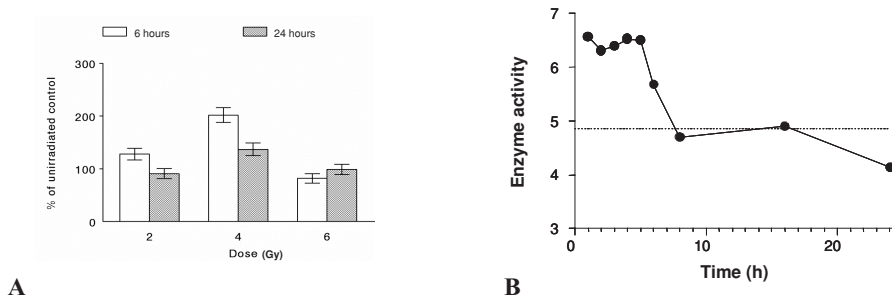 6 hours 24 hours
% of unirradiated control
300
200
100
0
2 4 6
Dose (Gy)
A
Enzyme activity
7
6
5
4
3
0 10 20
Time (h)
B